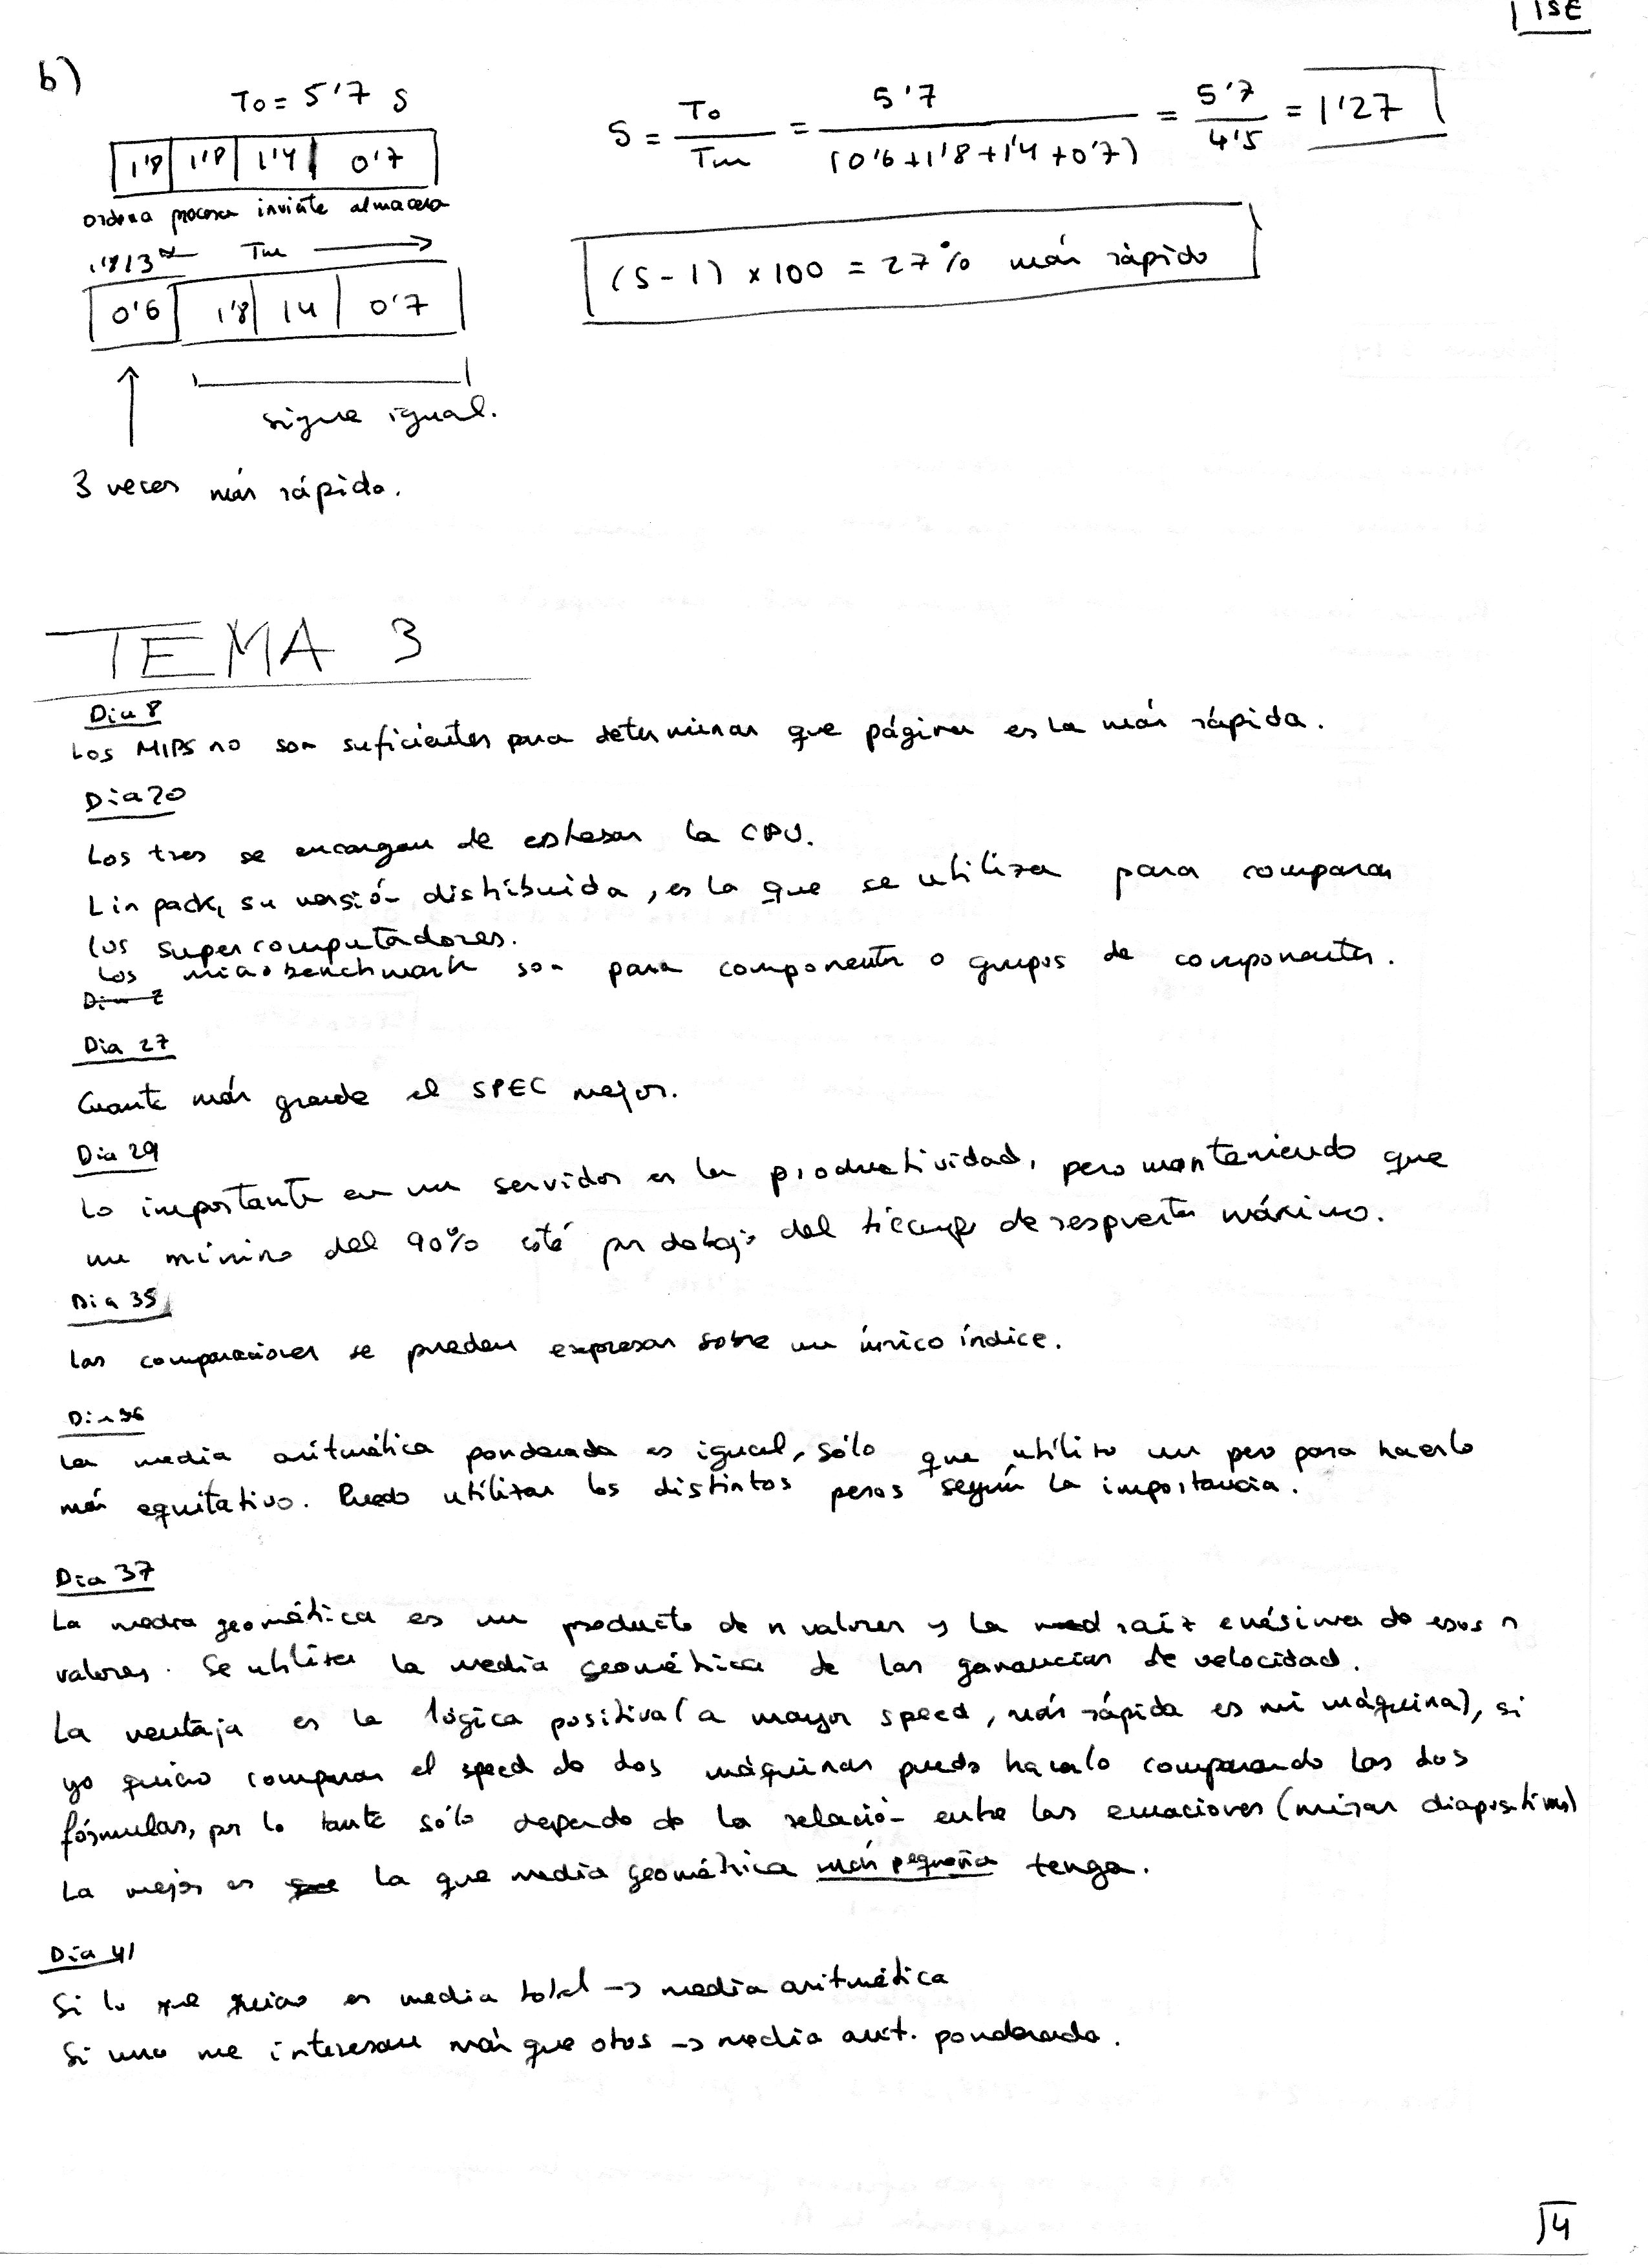 ISE
b)
To = 5'7 s
1'8 1'8 1'4 0'7
ordena procesa invierte almacena
1'8/3 Tm →
0'6 1'8 1'4 0'7
sigue igual.
3 veces más rápido.
S = To/Tm = 5'7/(0'6+1'8+1'4+0'7) = 5'7/4'5 = 1'27
(S-1) x 100 = 27% más rápido
TEMA 3
Dia 8
Los MIPS no son suficientes para determinar que página es la más rápida.
Dia 20
Los tres se encargan de estresar la CPU.
Linpack, su versión distribuida, es la que se utiliza para comparar
los supercomputadores.
Los microbenchmark son para componente o grupos de componentes.
Dia 27
Cuanto más grande el SPEC mejor.
Dia 29
Lo importante en un servidor es la productividad, pero manteniendo que
un mínimo del 90% esté por debajo del tiempo de respuesta máximo.
Dia 35
Las comparaciones se pueden expresar sobre un único índice.
Dia 36
La media aritmética ponderada es igual, sólo que utilizo un peso para hacerlo
más equitativo. Puedo utilizar los distintos pesos según la importancia.
Dia 37
La media geométrica es un producto de n valores y la raíz enésima de esos n
valores. Se utiliza la media geométrica de las ganancias de velocidad.
La ventaja es la lógica positiva (a mayor speed, más rápida es mi máquina), si
yo quiero comparar el speed de dos máquinas puedo hacerlo comparando las dos
fórmulas, por lo tanto sólo depende de la relación entre las ecuaciones (mirar diapositivas)
La mejor es la que media geométrica más pequeña tenga.
Dia 41
Si lo que quiero es media total -> media aritmética
Si uno me interesan más que otros -> media arit. ponderada.
4